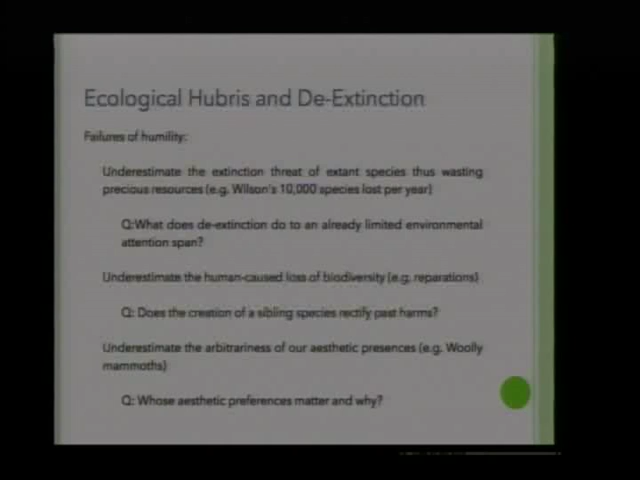 Ecological Hubris and De-Extinction
Failures of humility:
Underestimate the extinction threat of extant species thus wasting
precious resources (e.g. Wilson's 10,000 species lost per year)
Q:What does de-extinction do to an already limited environmental
attention span?
Underestimate the human-caused loss of biodiversity (e.g. reparations)
Q: Does the creation of a sibling species rectify past harms?
Underestimate the arbitrariness of our aesthetic presences (e.g. Woolly
mammoths)
Q: Whose aesthetic preferences matter and why?